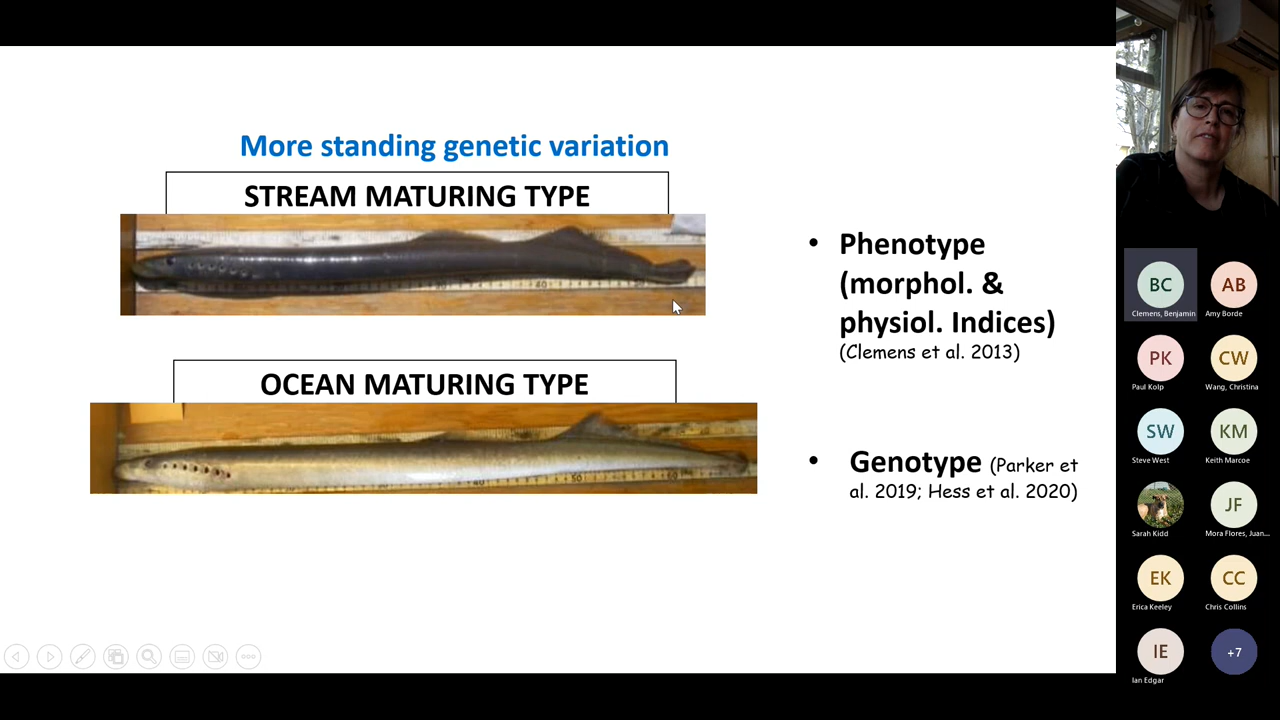 More standing genetic variation
STREAM MATURING TYPE
OCEAN MATURING TYPE
• Phenotype
(morphol. &
physiol. Indices)
(Clemens et al. 2013)
• Genotype (Parker et
al. 2019; Hess et al. 2020)
BC
Clemens, Benjamin
AB
Amy Borde
PK
Paul Kolp
CW
Wang, Christina
SW
Steve West
KM
Keith Marcoe
Sarah Kidd
JF
Mora Flores, Juan...
EK
Erica Keeley
CC
Chris Collins
IE
Ian Edgar
+7